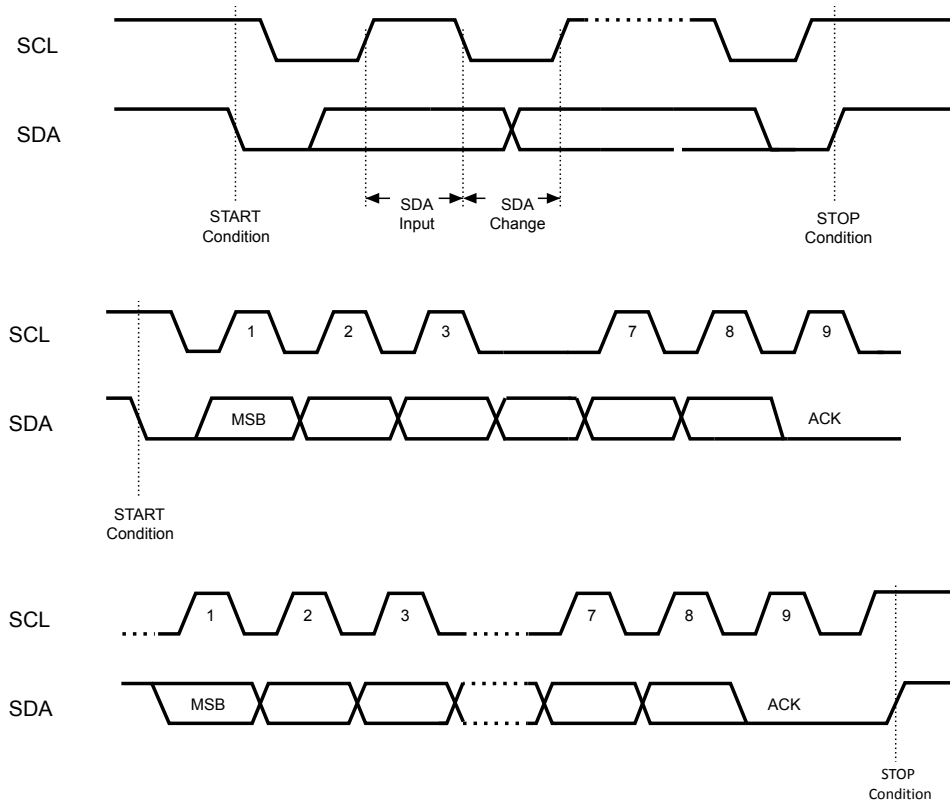 SCL
SDA
START
Condition
SDA
Input
SDA
Change
STOP
Condition
SCL
1 2 3 7 8 9
SDA
MSB ACK
START
Condition
SCL
1 2 3 7 8 9
SDA
MSB ACK
STOP
Condition